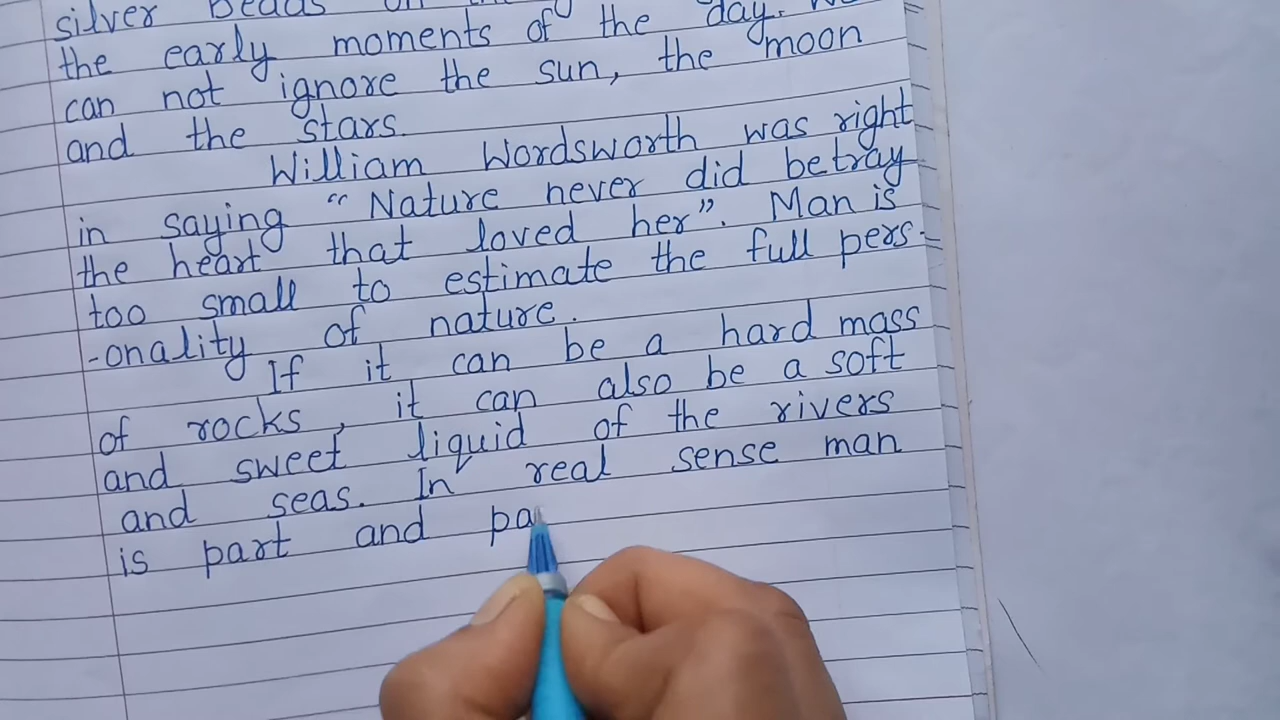 silver beads on the
the early moments of the day. We
can not ignore the sun, the moon
and the stars.
William Wordsworth was right
in saying “Nature never did betray
the heart that loved her”. Man is
too small to estimate the full pers-
-onality of nature.
If it can be a hard mass
of rocks, it can also be a soft
and sweet liquid of the rivers
and seas. In real sense man
is part and pa